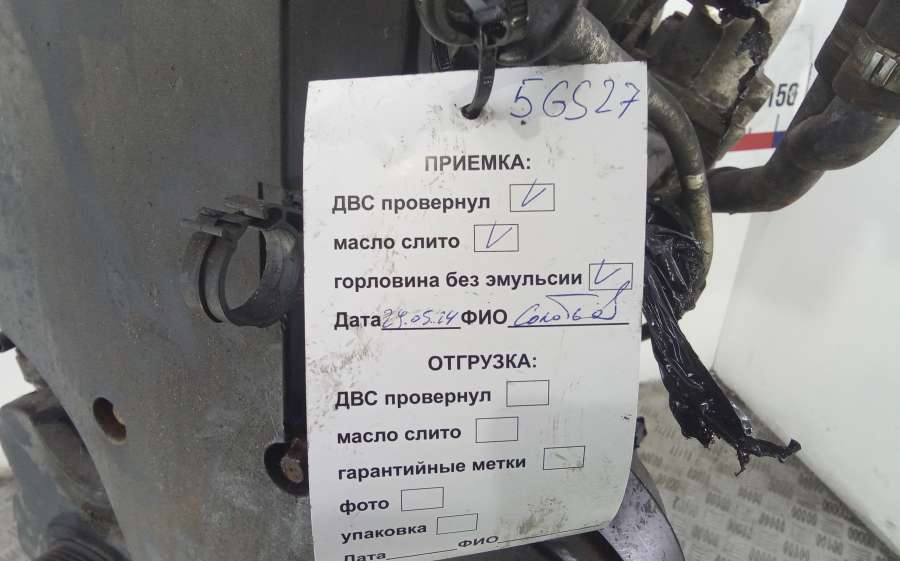 5GS27
150
ПРИЕМКА:
ДВС провернул
масло слито
горловина без эмульсии
Дата 24.05.14 ФИО
ОТГРУЗКА:
ДВС провернул
масло слито
гарантийные метки
фото
упаковка
Дата ФИО